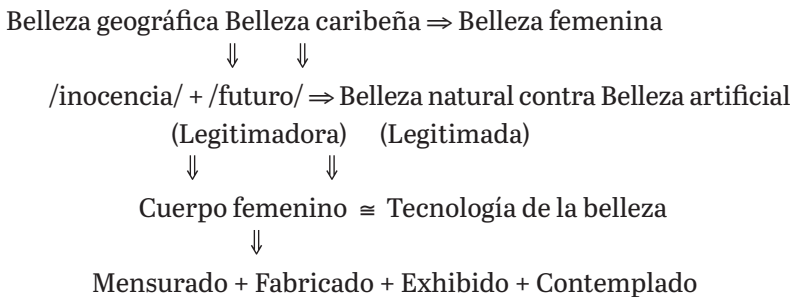 Belleza geográfica Belleza caribeña ⇒ Belleza femenina
⇓ ⇓
/inocencia/ + /futuro/ ⇒ Belleza natural contra Belleza artificial
(Legitimadora) (Legitimada)
⇓ ⇓
Cuerpo femenino ≅ Tecnología de la belleza
⇓
Mensurado + Fabricado + Exhibido + Contemplado